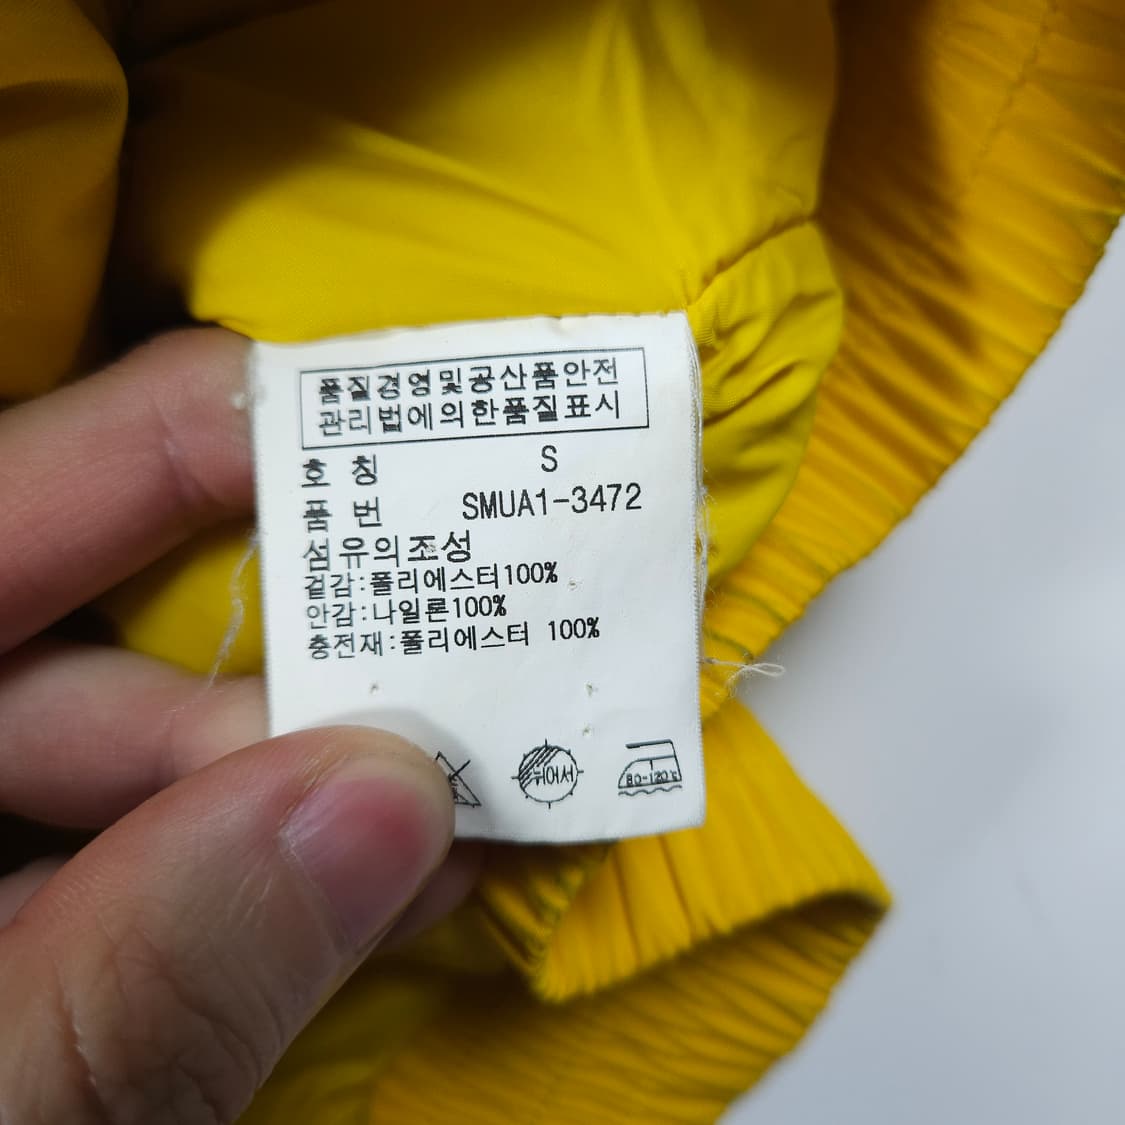 품질경영및공산품안전
관리법에의한품질표시
호 칭 S
품 번 SMUA1-3472
섬유의조성
겉감:폴리에스터100%
안감:나일론100%
충전재:폴리에스터 100%
뉘어서
80-120℃